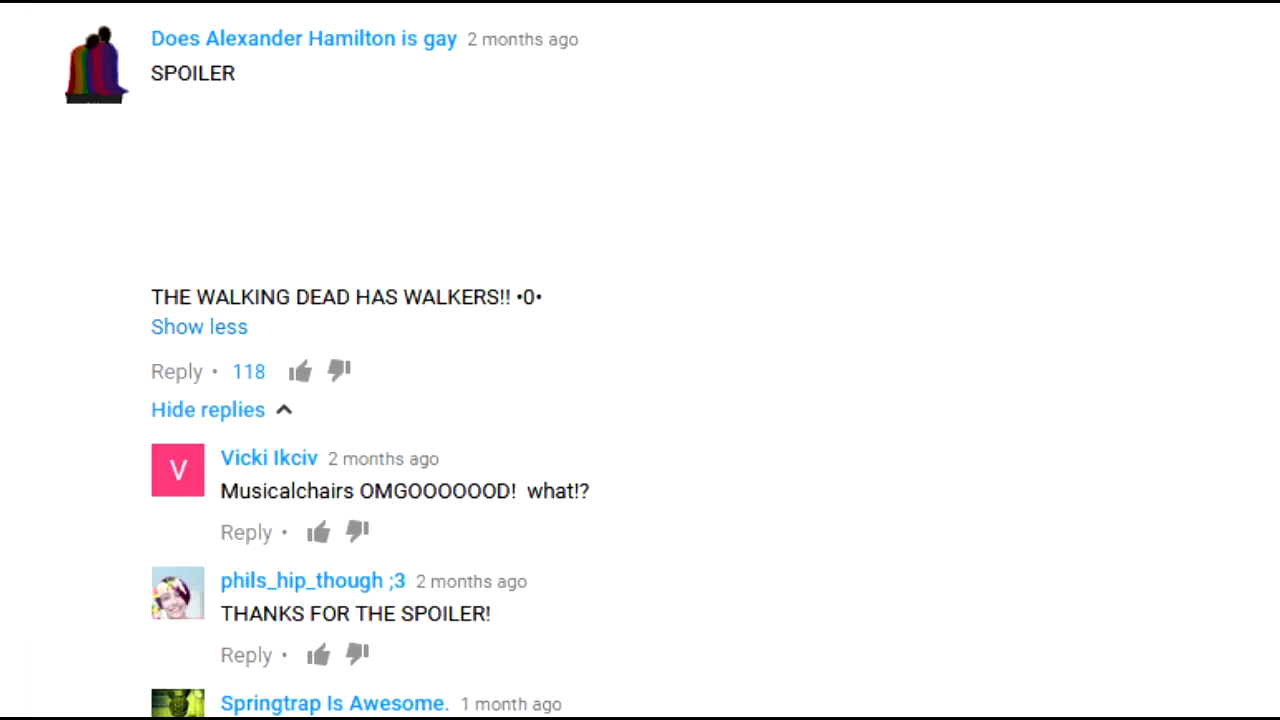 Does Alexander Hamilton is gay 2 months ago
SPOILER
THE WALKING DEAD HAS WALKERS!! •0•
Show less
Reply • 118
Hide replies
V
Vicki Ikciv 2 months ago
Musicalchairs OMGOOOOOOD!  what!?
Reply •
phils_hip_though ;3 2 months ago
THANKS FOR THE SPOILER!
Reply •
Springtrap Is Awesome. 1 month ago